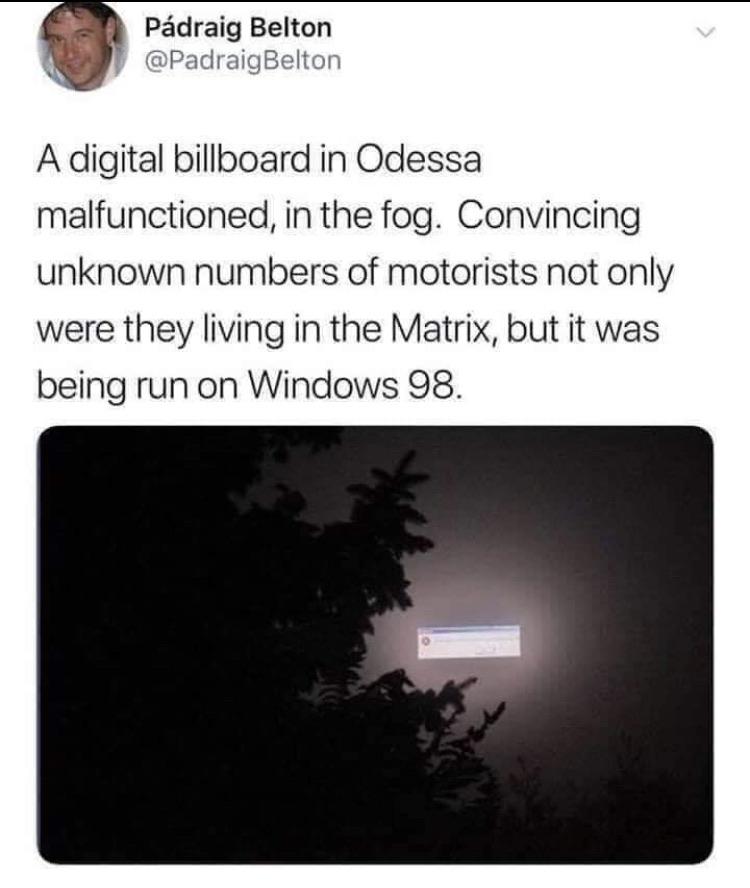 Pádraig Belton
@PadraigBelton
A digital billboard in Odessa
malfunctioned, in the fog. Convincing
unknown numbers of motorists not only
were they living in the Matrix, but it was
being run on Windows 98.